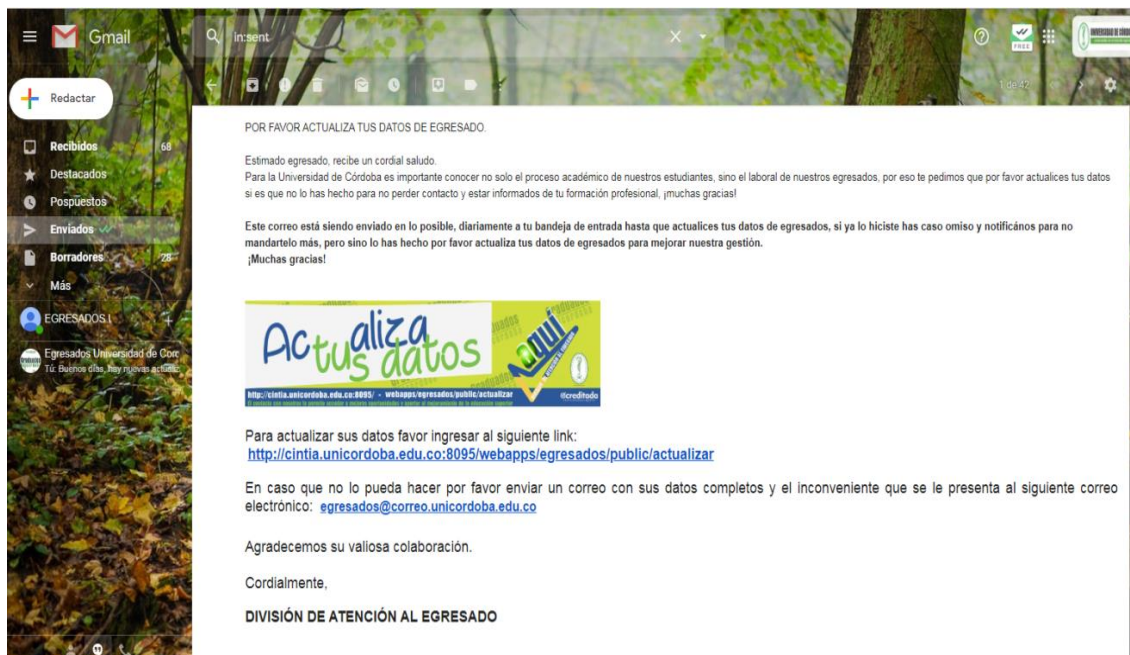 Gmail
in:sent
FREE
UNIVERSIDAD DE CÓRDOBA
Redactar
1 de 42
Recibidos 68
Destacados
Pospuestos
Enviados
Borradores 28
Más
EGRESADOS
Egresados Universidad de Cor
Tú: Buenos días, hay nuevas actualiz
POR FAVOR ACTUALIZA TUS DATOS DE EGRESADO.
Estimado egresado, recibe un cordial saludo.
Para la Universidad de Córdoba es importante conocer no solo el proceso académico de nuestros estudiantes, sino el laboral de nuestros egresados, por eso te pedimos que por favor actualices tus datos
si es que no lo has hecho para no perder contacto y estar informados de tu formación profesional, ¡muchas gracias!
Este correo está siendo enviado en lo posible, diariamente a tu bandeja de entrada hasta que actualices tus datos de egresados, si ya lo hiciste has caso omiso y notificános para no
mandartelo más, pero sino lo has hecho por favor actualiza tus datos de egresados para mejorar nuestra gestión.
¡Muchas gracias!
Actualiza
tus datos
aquí
http://cintia.unicordoba.edu.co:8095/ - webapps/egresados/public/actualizar
@creditada
Para actualizar sus datos favor ingresar al siguiente link:
http://cintia.unicordoba.edu.co:8095/webapps/egresados/public/actualizar
En caso que no lo pueda hacer por favor enviar un correo con sus datos completos y el inconveniente que se le presenta al siguiente correo
electrónico: egresados@correo.unicordoba.edu.co
Agradecemos su valiosa colaboración.
Cordialmente,
DIVISIÓN DE ATENCIÓN AL EGRESADO